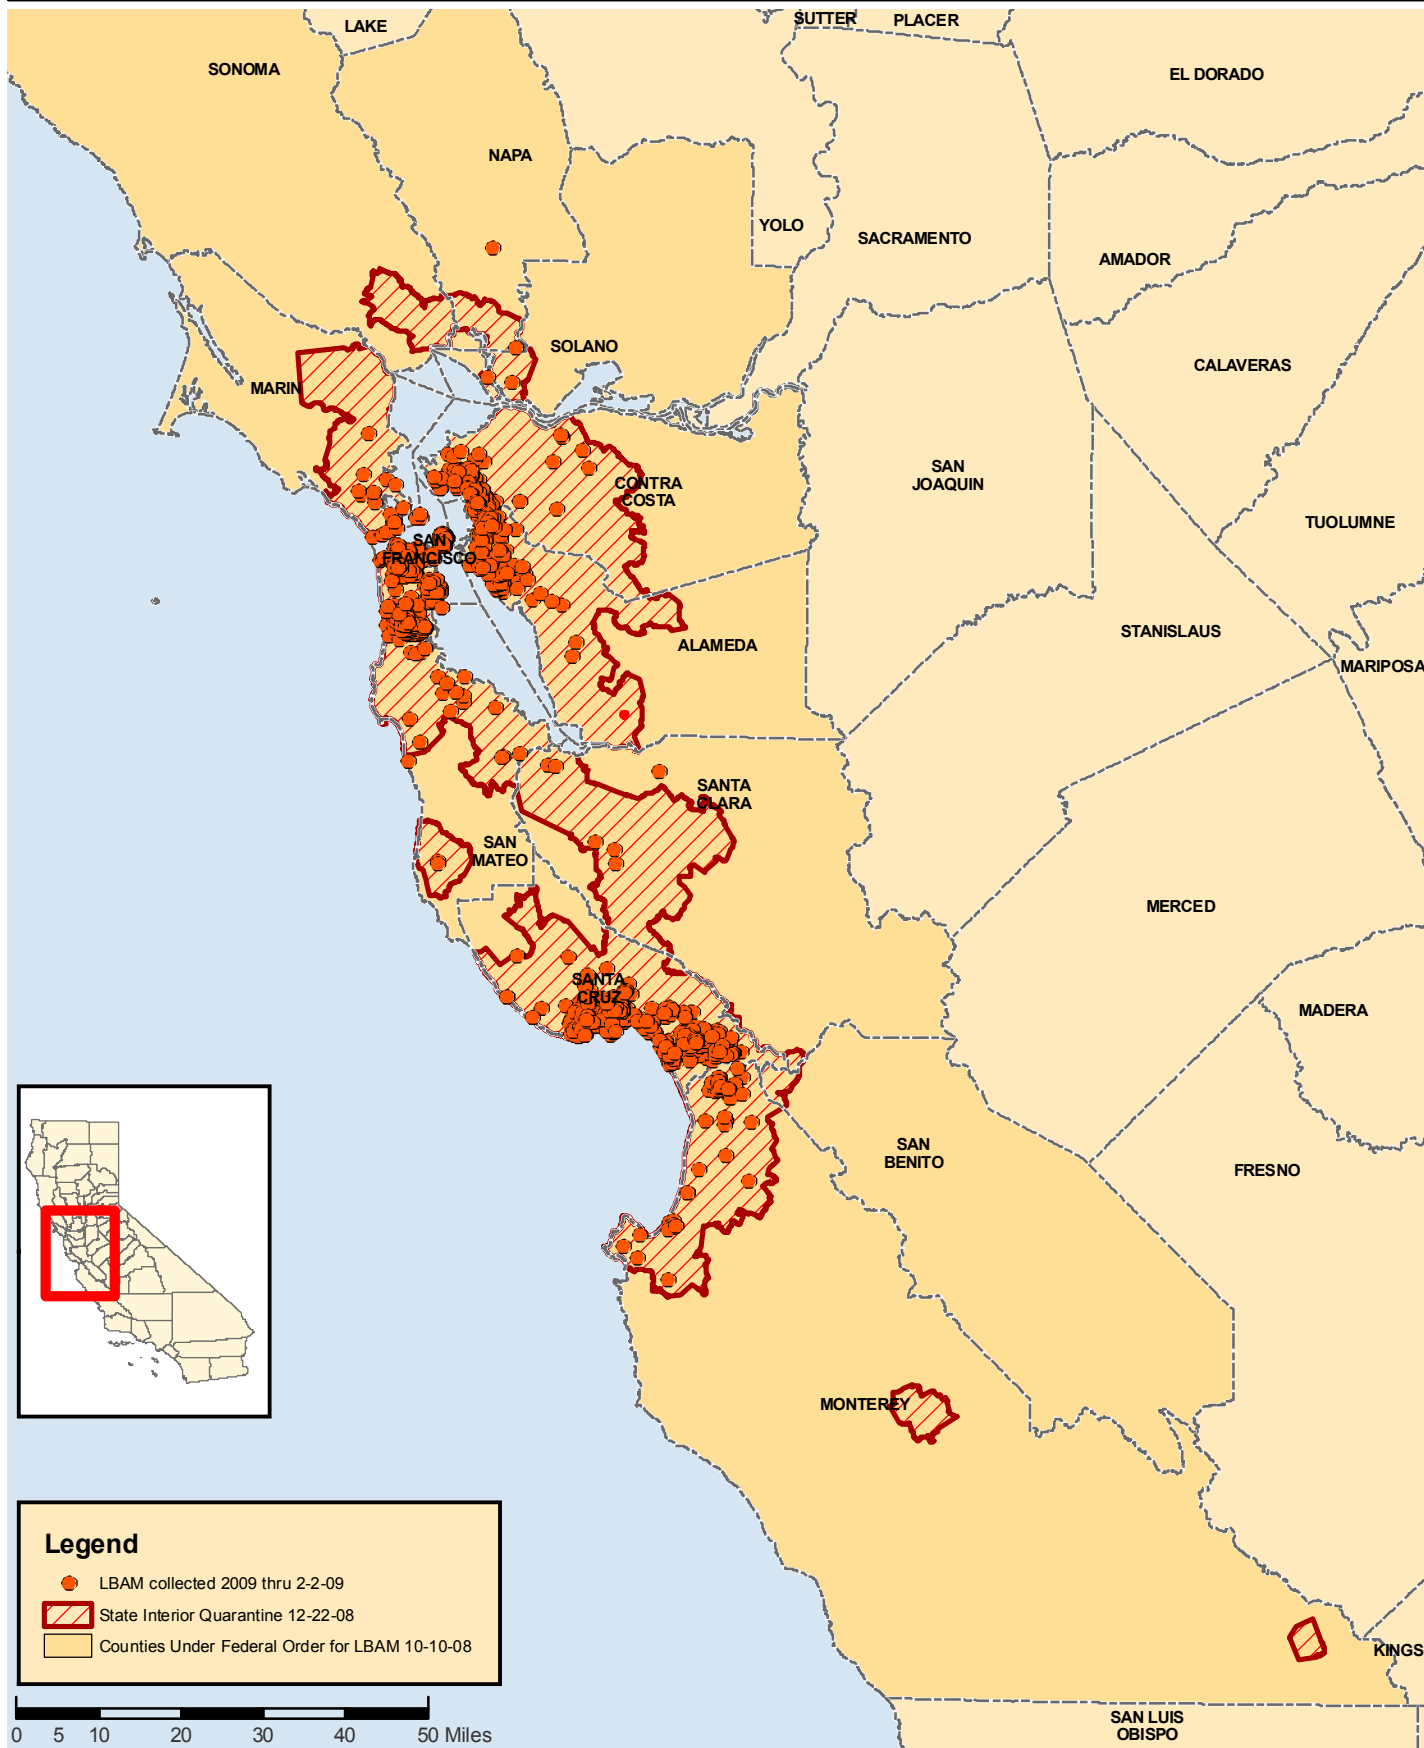 LAKE
SUTTER
PLACER
SONOMA
EL DORADO
NAPA
YOLO
SACRAMENTO
AMADOR
SOLANO
CALAVERAS
MARIN
SAN
JOAQUIN
CONTRA
COSTA
TUOLUMNE
SAN
FRANCISCO
STANISLAUS
ALAMEDA
MARIPOSA
SANTA
CLARA
SAN
MATEO
MERCED
SANTA
CRUZ
MADERA
SAN
BENITO
FRESNO
MONTEREY
KINGS
SAN LUIS
OBISPO
Legend
LBAM collected 2009 thru 2-2-09
State Interior Quarantine 12-22-08
Counties Under Federal Order for LBAM 10-10-08
0 5 10 20 30 40 50 Miles